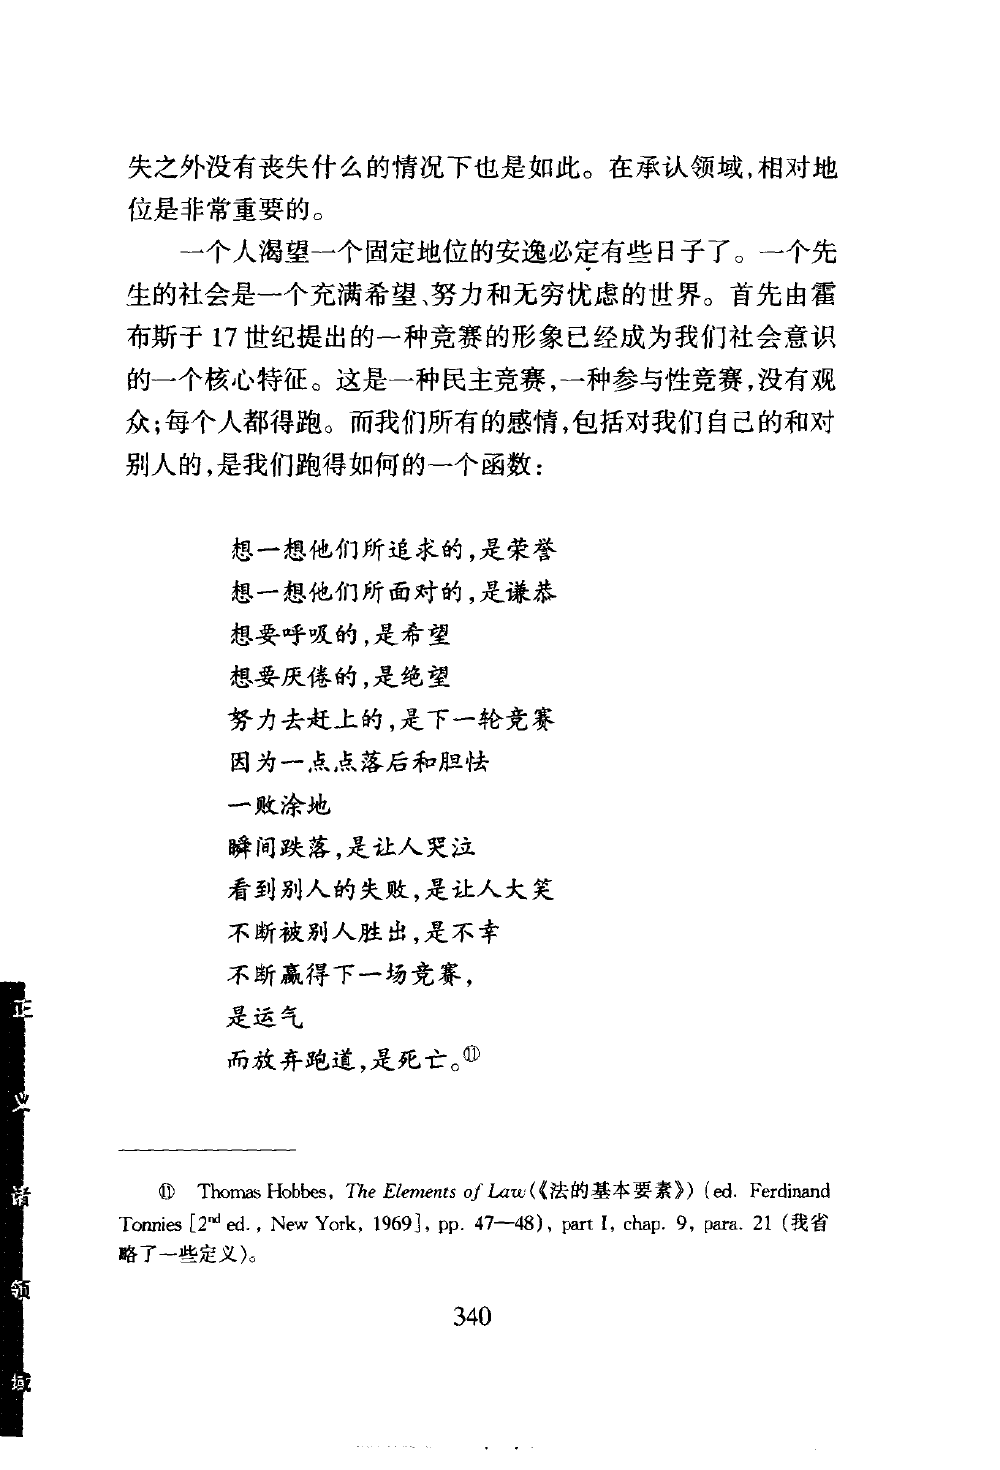 失之外没有丧失什么的情况下也是如此。在承认领域,相对地
位是非常重要的。
一个人渴望一个固定地位的安逸必定有些日子了。一个先
生的社会是一个充满希望、努力和无穷忧虑的世界。首先由霍
布斯于17世纪提出的一种竞赛的形象已经成为我们社会意识
的一个核心特征。这是一种民主竞赛,一种参与性竞赛,没有观
众;每个人都得跑。而我们所有的感情,包括对我们自己的和对
别人的,是我们跑得如何的一个函数:
想一想他们所追求的,是荣誉
想一想他们所面对的,是谦恭
想要呼吸的,是希望
想要厌倦的,是绝望
努力去赶上的,是下一轮竞赛
因为一点点落后和胆怯
一败涂地
瞬间跌落,是让人哭泣
看到别人的失败,是让人大笑
不断被别人胜出,是不幸
不断赢得下一场竞赛,
是运气
而放弃跑道,是死亡。⑪
⑪ Thomas Hobbes, The Elements of Law(《法的基本要素》) (ed. Ferdinand
Tonnies [2nd ed., New York, 1969], pp. 47—48), part I, chap. 9, para. 21 (我省
略了一些定义)。
340
正义诸领域